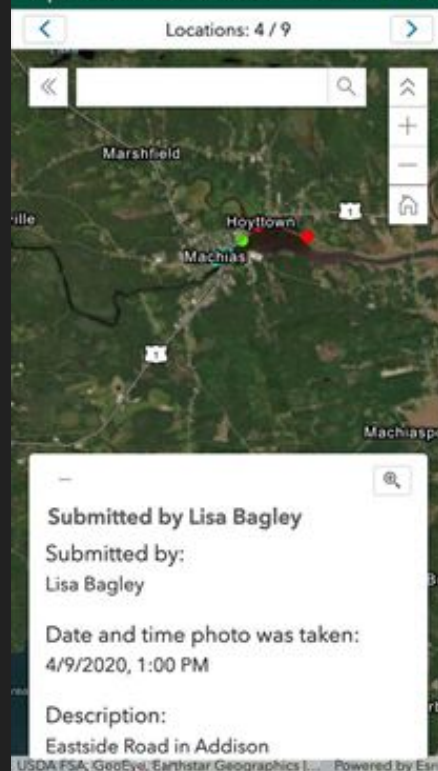 Locations: 4 / 9
Marshfield
ville
Hoyttown
1
Machias
1
Machiasp
Submitted by Lisa Bagley
Submitted by:
Lisa Bagley
Date and time photo was taken:
4/9/2020, 1:00 PM
Description:
Eastside Road in Addison
USDA FSA, GeoEye, Earthstar Geographics |... Powered by Esri